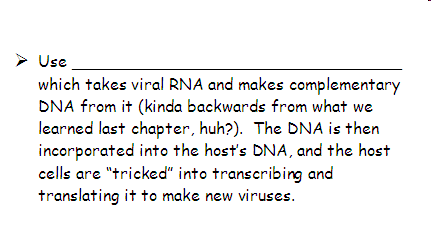 ➢ Use ______________________________
which takes viral RNA and makes complementary
DNA from it (kinda backwards from what we
learned last chapter, huh?).  The DNA is then
incorporated into the host's DNA, and the host
cells are "tricked" into transcribing and
translating it to make new viruses.